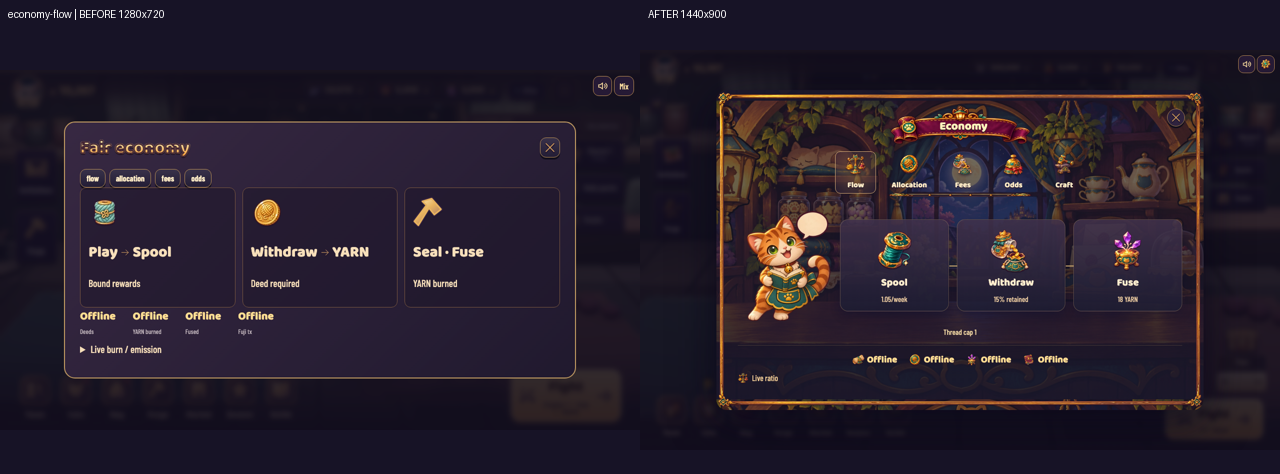 economy-flow | BEFORE 1280x720
AFTER 1440x900
Mix
Fair economy
flow allocation fees odds
Play → Spool
Bound rewards
Withdraw → YARN
Deed required
Seal · Fuse
YARN burned
Offline Offline Offline Offline
Deeds YARN burned Fused Fuji tx
▶ Live burn / emission
Economy
Flow Allocation Fees Odds Craft
Spool
1.05/week
Withdraw
15% retained
Fuse
18 YARN
Thread cap 1
Offline Offline Offline Offline
Live ratio